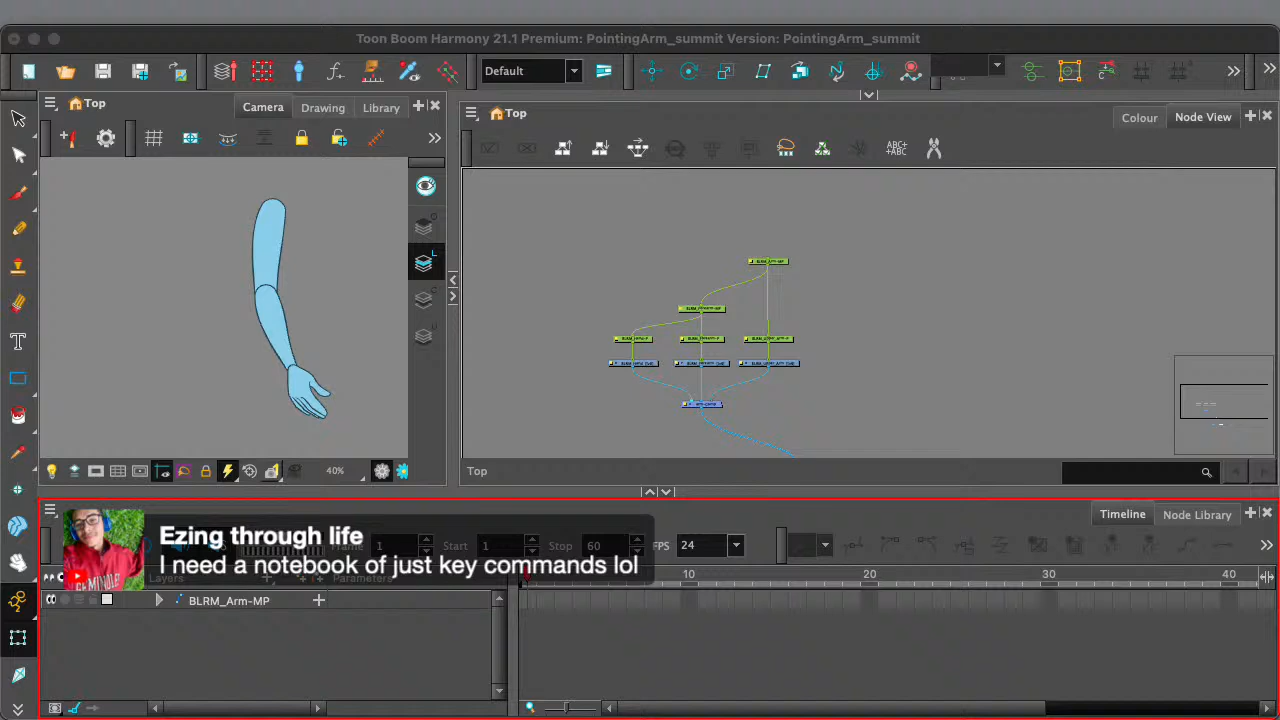 Toon Boom Harmony 21.1 Premium: PointingArm_summit Version: PointingArm_summit
Default
Top
Camera
Drawing
Library
Top
Colour
Node View
ABC+
+ABC
T
40%
Top
Timeline
Node Library
Ezing through life
I need a notebook of just key commands lol
Frame 1
Start 1
Stop 60
FPS 24
Layers
Parameters
10
20
30
40
BLRM_Arm-MP